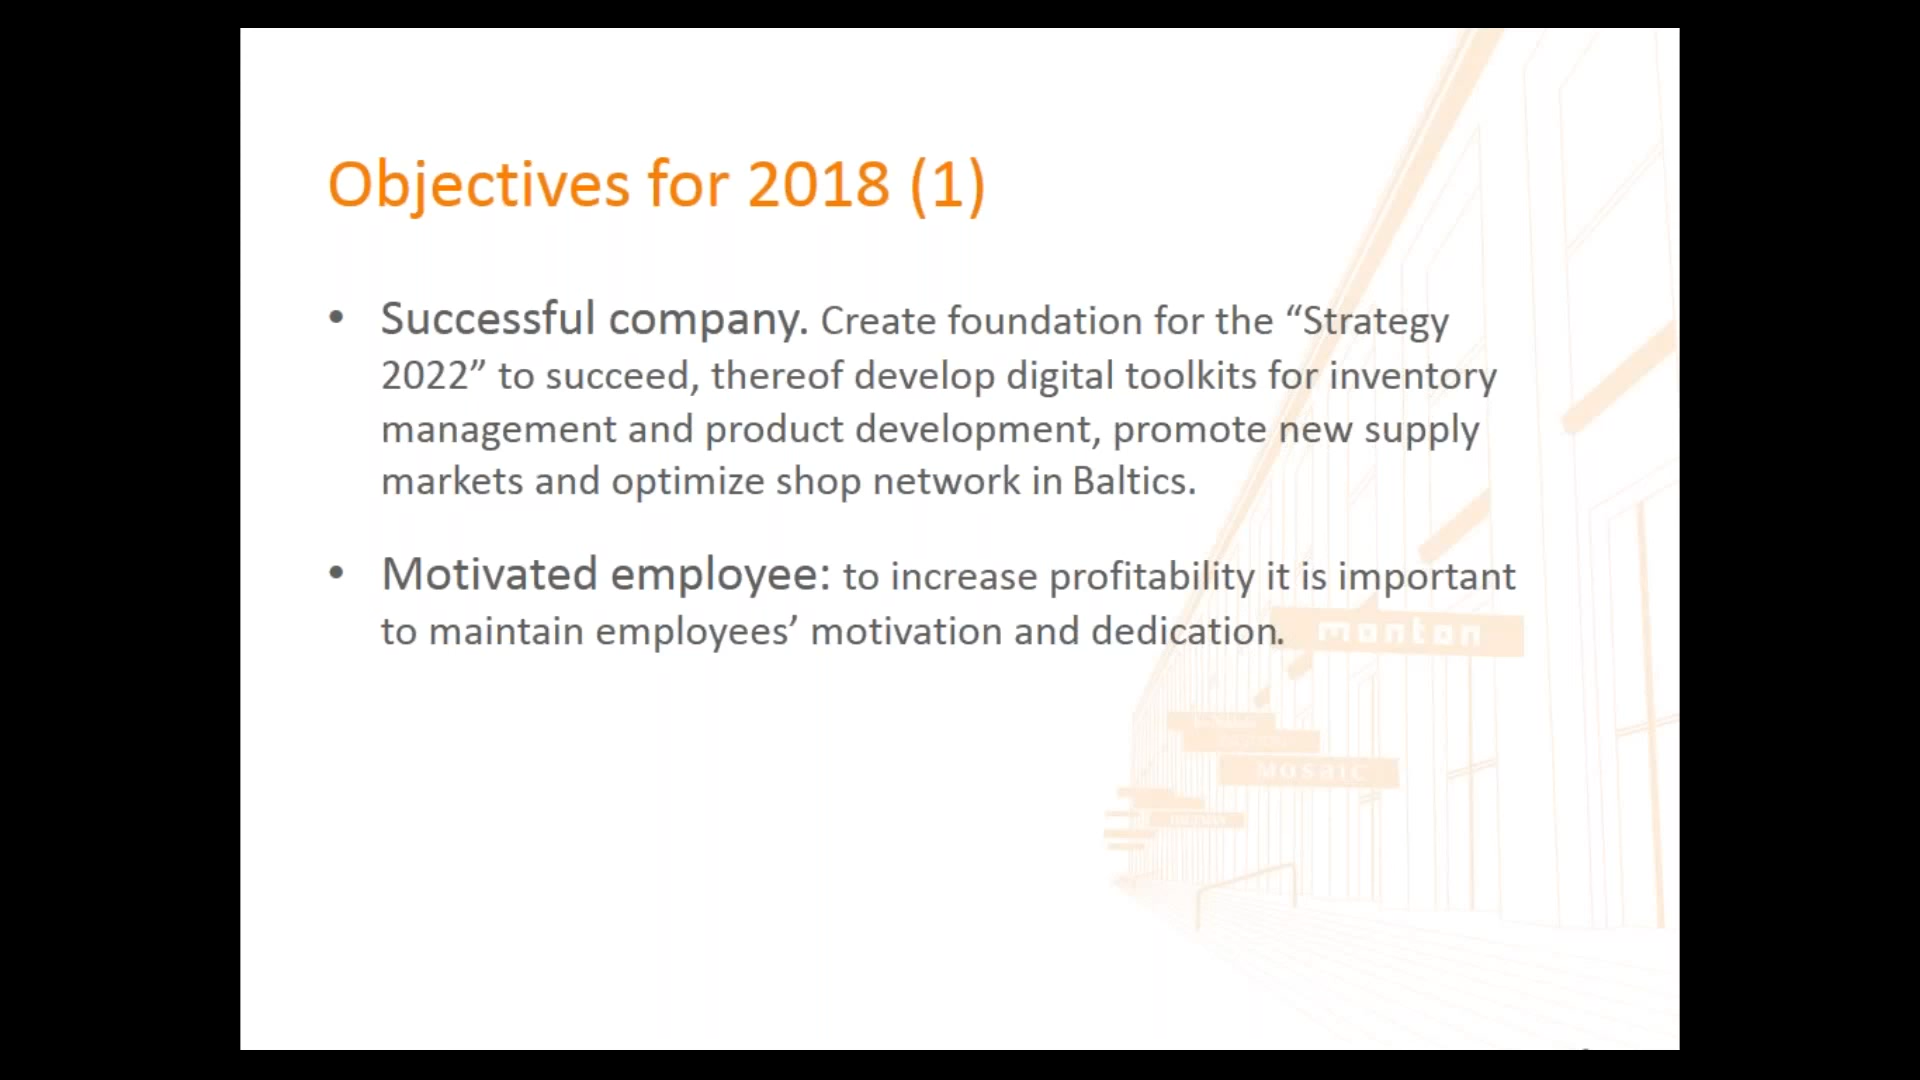 Objectives for 2018 (1)
• Successful company. Create foundation for the “Strategy
2022” to succeed, thereof develop digital toolkits for inventory
management and product development, promote new supply
markets and optimize shop network in Baltics.
• Motivated employee: to increase profitability it is important
to maintain employees’ motivation and dedication.
monton
mosaic